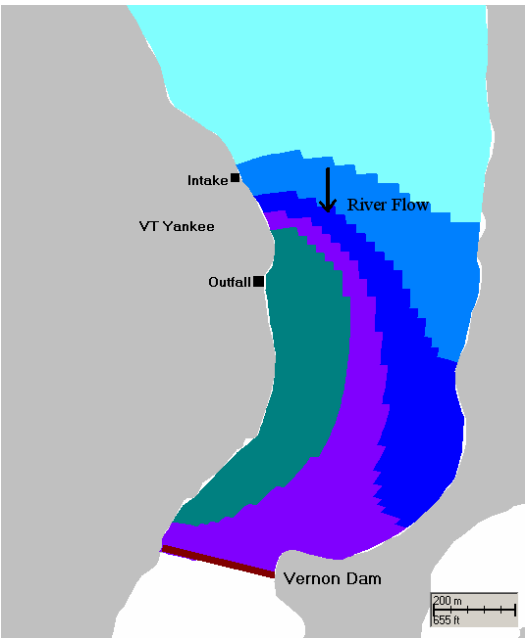 Intake
River Flow
VT Yankee
Outfall
Vernon Dam
200 m
655 ft